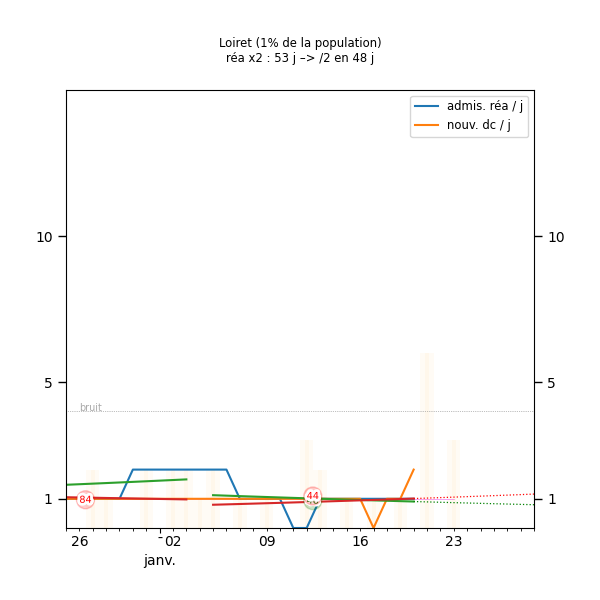 Loiret (1% de la population)
réa x2 : 53 j –> /2 en 48 j
admis. réa / j
nouv. dc / j
10 10
5 5
bruit
1 84 44 1
26 02 09 16 23
janv.